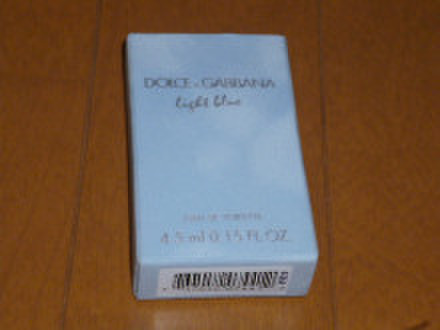 DOLCE & GABBANA
light blue
EAU DE TOILETTE
4.5 ml 0.15 FL.OZ.